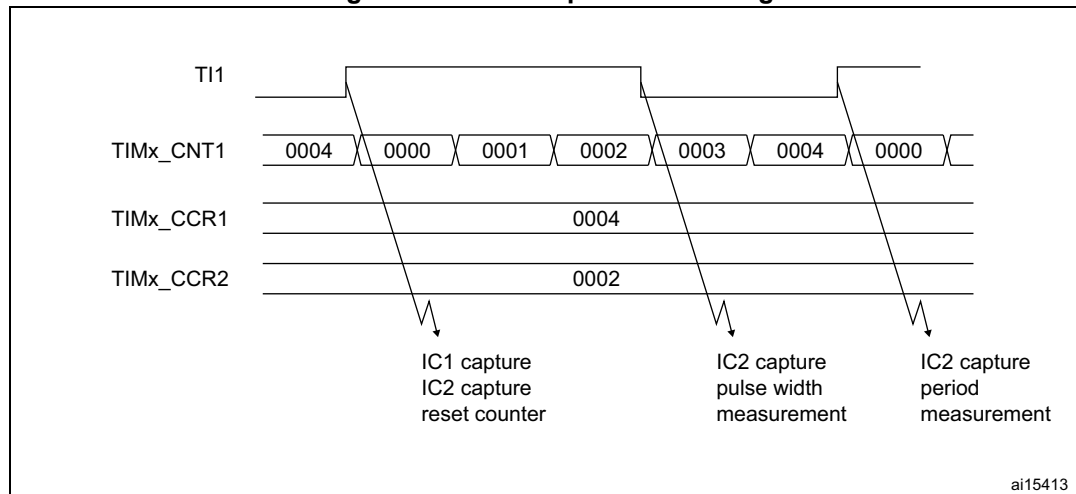 TI1
TIMx_CNT1 0004 0000 0001 0002 0003 0004 0000
TIMx_CCR1 0004
TIMx_CCR2 0002
IC1 capture
IC2 capture
reset counter
IC2 capture
pulse width
measurement
IC2 capture
period
measurement
ai15413